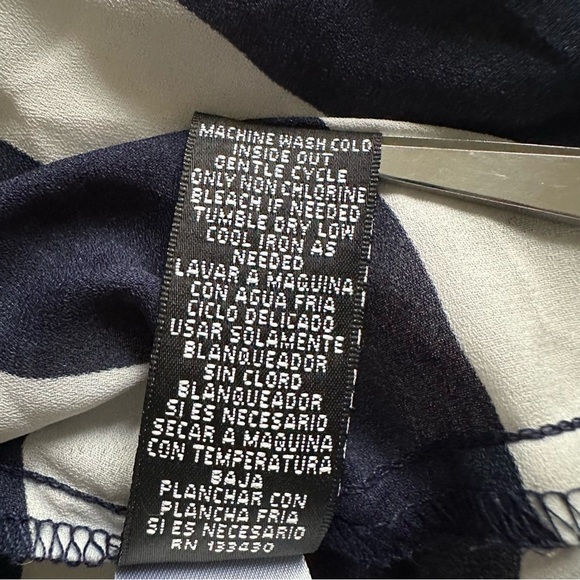 MACHINE WASH COLD
INSIDE OUT
GENTLE CYCLE
ONLY NON CHLORINE
BLEACH IF NEEDED
TUMBLE DRY LOW
COOL IRON AS
NEEDED
LAVAR A MAQUINA
CON AGUA FRIA
CICLO DELICADO
USAR SOLAMENTE
BLANQUEADOR
SIN CLORO
BLANQUEADOR
SI ES NECESARIO
SECAR A MAQUINA
CON TEMPERATURA
BAJA
PLANCHAR CON
PLANCHA FRIA
SI ES NECESARIO
RN 133430